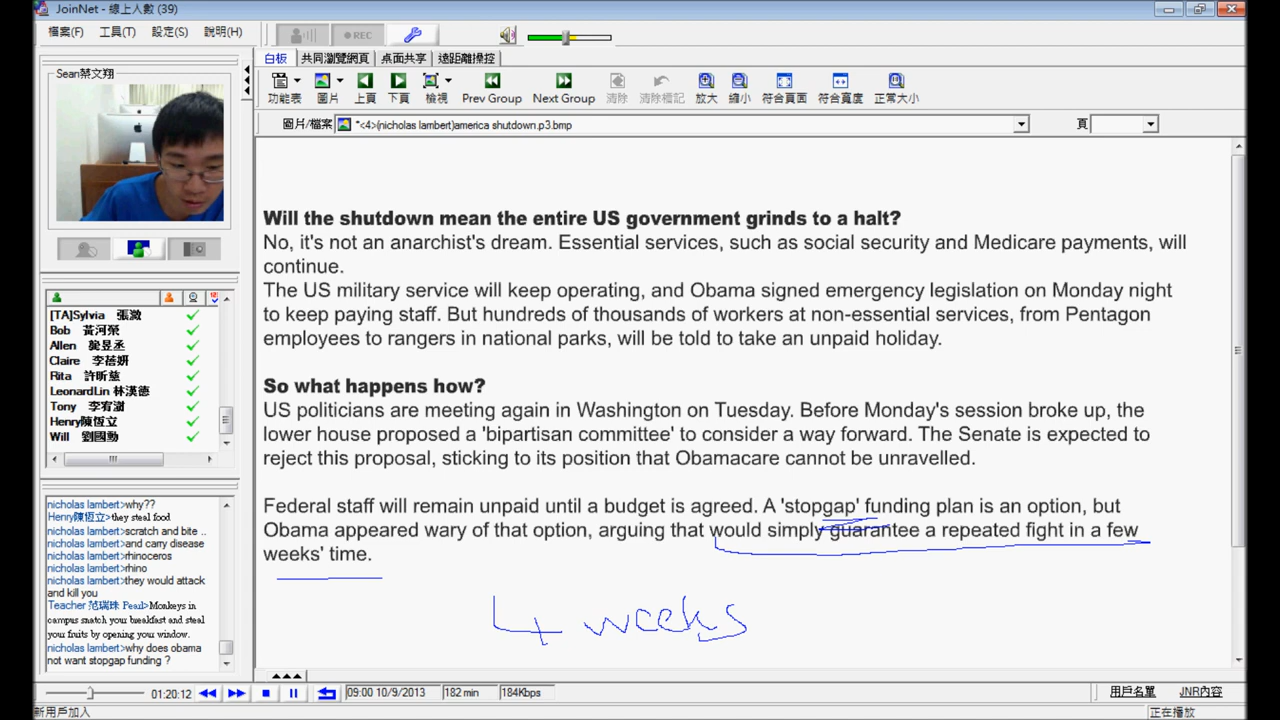 JoinNet - 線上人數 (39)
檔案(F) 工具(T) 設定(S) 說明(H)
REC
白板 共同瀏覽網頁 桌面共享 遠距離操控
功能表 圖片 上頁 下頁 檢視 Prev Group Next Group 清除 清除標記 放大 縮小 符合頁面 符合寬度 正常大小
圖片/檔案 *<4>(nicholas lambert)america shutdown.p3.bmp 頁
Sean蔡文翔
[TA]Sylvia 張潡
Bob 黃河榮
Allen 龔昱丞
Claire 李蓓妍
Rita 許昕蕐
LeonardLin 林漢德
Tony 李宥澍
Henry陳恆立
Will 劉國勳
nicholas lambert>why??
Henry陳恆立>they steal food
nicholas lambert>scratch and bite ..
nicholas lambert>and carry disease
nicholas lambert>rhinoceros
nicholas lambert>rhino
nicholas lambert>they would attack
and kill you
Teacher 范瑞珠 Pearl>Monkeys in
campus snatch your breakfast and steal
your fruits by opening your window.
nicholas lambert>why does obama
not want stopgap funding ?
Will the shutdown mean the entire US government grinds to a halt?
No, it's not an anarchist's dream. Essential services, such as social security and Medicare payments, will
continue.
The US military service will keep operating, and Obama signed emergency legislation on Monday night
to keep paying staff. But hundreds of thousands of workers at non-essential services, from Pentagon
employees to rangers in national parks, will be told to take an unpaid holiday.
So what happens how?
US politicians are meeting again in Washington on Tuesday. Before Monday's session broke up, the
lower house proposed a 'bipartisan committee' to consider a way forward. The Senate is expected to
reject this proposal, sticking to its position that Obamacare cannot be unravelled.
Federal staff will remain unpaid until a budget is agreed. A 'stopgap' funding plan is an option, but
Obama appeared wary of that option, arguing that would simply guarantee a repeated fight in a few
weeks' time.
4 weeks
01:20:12 09:00 10/9/2013 182 min 184Kbps 用戶名單 JNR內容
新用戶加入 正在播放